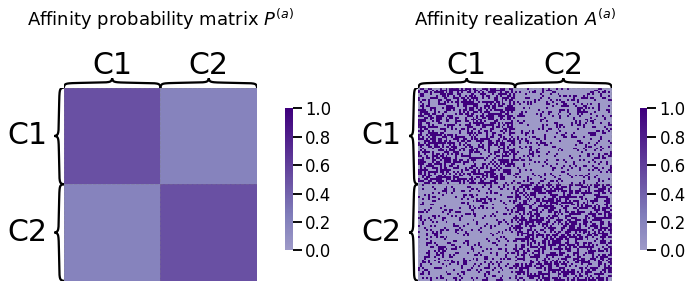 Affinity probability matrix P^(a)
C1 C2
C1
C2
1.0
0.8
0.6
0.4
0.2
0.0
Affinity realization A^(a)
C1 C2
C1
C2
1.0
0.8
0.6
0.4
0.2
0.0